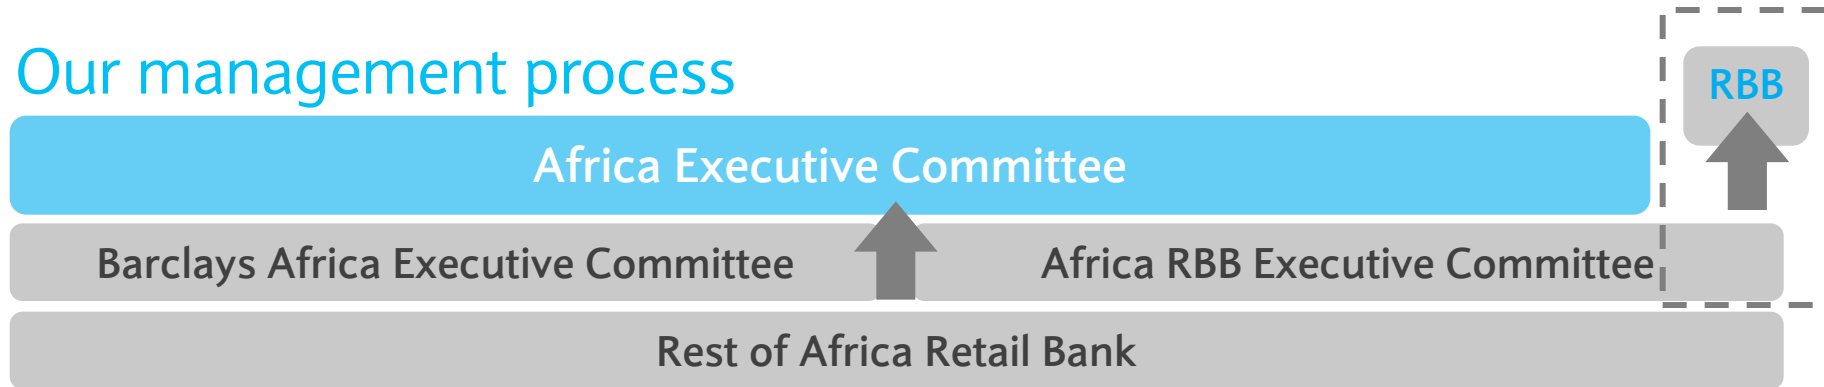 Our management process
RBB
Africa Executive Committee
Barclays Africa Executive Committee
Africa RBB Executive Committee
Rest of Africa Retail Bank